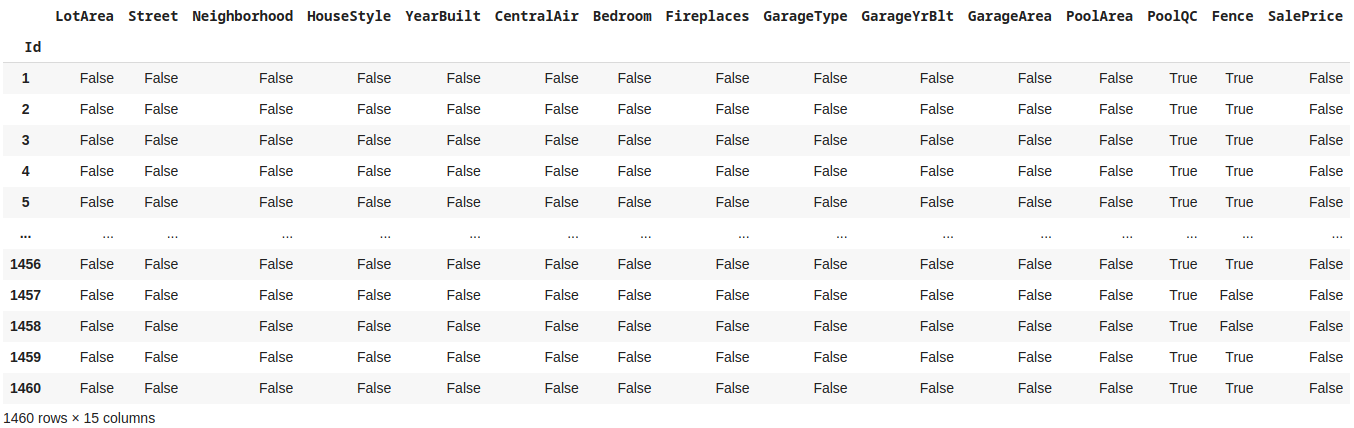 LotArea Street Neighborhood HouseStyle YearBuilt CentralAir Bedroom Fireplaces GarageType GarageYrBlt GarageArea PoolArea PoolQC Fence SalePrice
Id
1 False False False False False False False False False False False False True True False
2 False False False False False False False False False False False False True True False
3 False False False False False False False False False False False False True True False
4 False False False False False False False False False False False False True True False
5 False False False False False False False False False False False False True True False
... ... ... ... ... ... ... ... ... ... ... ... ... ... ... ...
1456 False False False False False False False False False False False False True True False
1457 False False False False False False False False False False False False True False False
1458 False False False False False False False False False False False False True False False
1459 False False False False False False False False False False False False True True False
1460 False False False False False False False False False False False False True True False
1460 rows × 15 columns